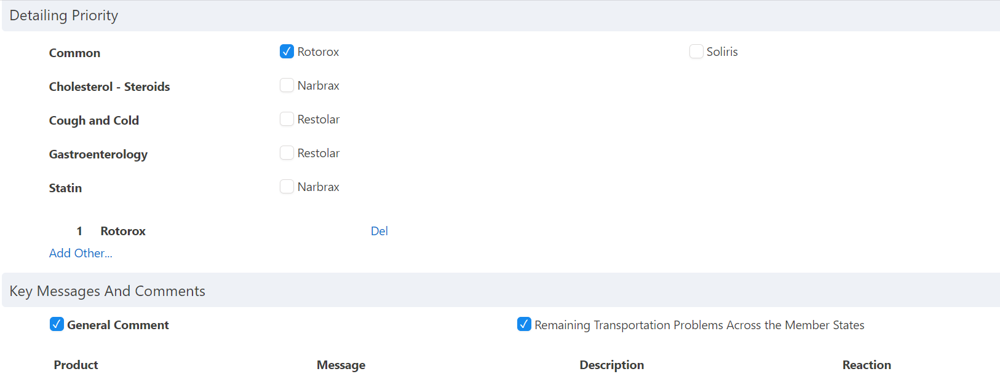 Detailing Priority
Common Rotorox Soliris
Cholesterol - Steroids Narbrax
Cough and Cold Restolar
Gastroenterology Restolar
Statin Narbrax
1 Rotorox Del
Add Other...
Key Messages And Comments
General Comment Remaining Transportation Problems Across the Member States
Product Message Description Reaction